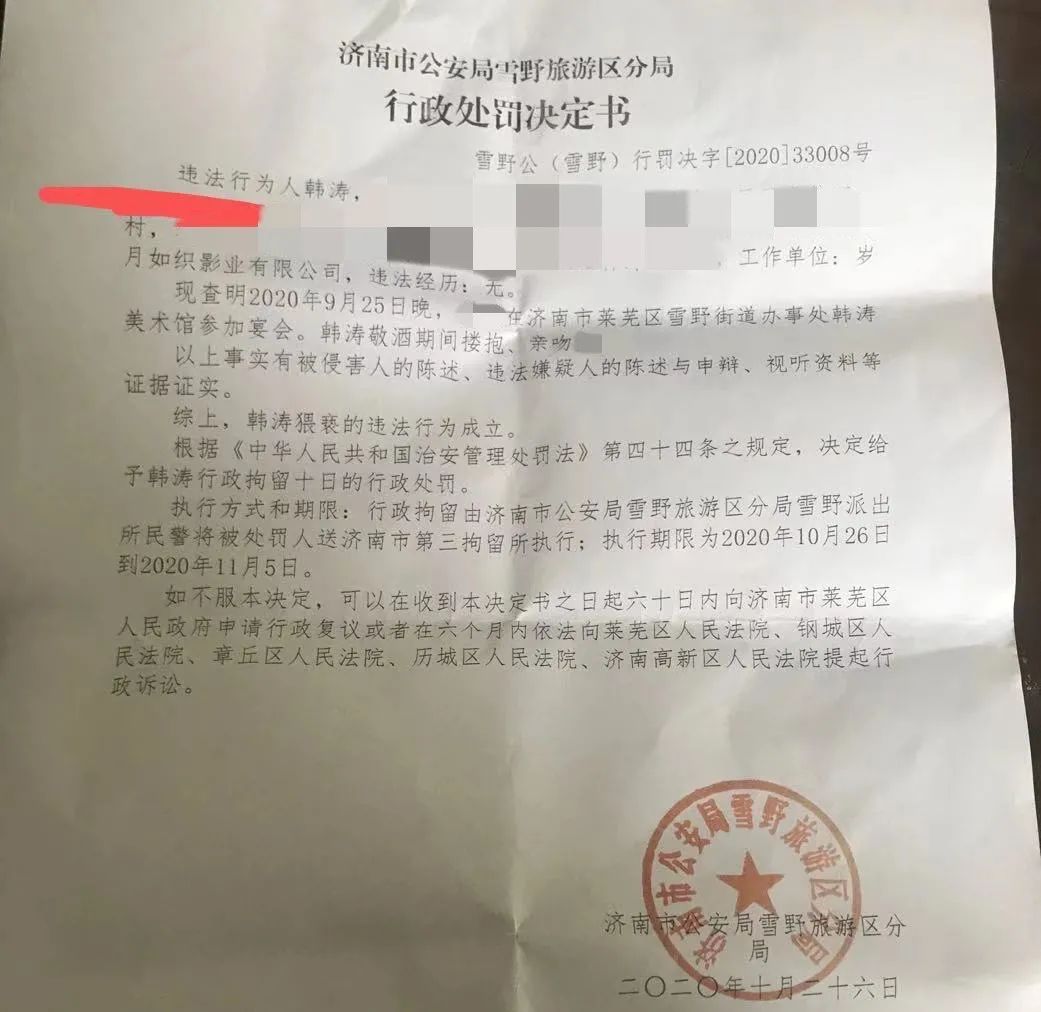 济南市公安局雪野旅游区分局
行政处罚决定书
雪野公（雪野）行罚决字[2020]33008号
违法行为人韩涛，
村，
，工作单位：岁
月如织影业有限公司，违法经历：无。
现查明2020年9月25日晚，
在济南市莱芜区雪野街道办事处韩涛
美术馆参加宴会。韩涛敬酒期间搂抱、亲吻
以上事实有被侵害人的陈述、违法嫌疑人的陈述与申辩、视听资料等
证据证实。
综上，韩涛猥亵的违法行为成立。
根据《中华人民共和国治安管理处罚法》第四十四条之规定，决定给
予韩涛行政拘留十日的行政处罚。
执行方式和期限：行政拘留由济南市公安局雪野旅游区分局雪野派出
所民警将被处罚人送济南市第三拘留所执行；执行期限为2020年10月26日
到2020年11月5日。
如不服本决定，可以在收到本决定书之日起六十日内向济南市莱芜区
人民政府申请行政复议或者在六个月内依法向莱芜区人民法院、钢城区人
民法院、章丘区人民法院、历城区人民法院、济南高新区人民法院提起行
政诉讼。
济南市公安局雪野旅游区分局
济南市公安局雪野旅游区分
局
二〇二〇年十月二十六日